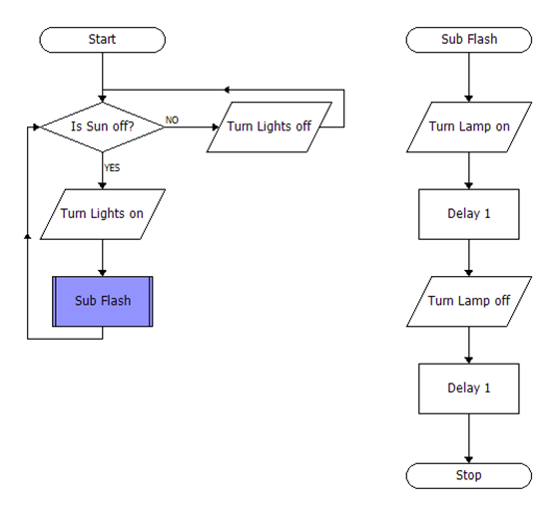 Start
Is Sun off?
NO
Turn Lights off
YES
Turn Lights on
Sub Flash
Sub Flash
Turn Lamp on
Delay 1
Turn Lamp off
Delay 1
Stop